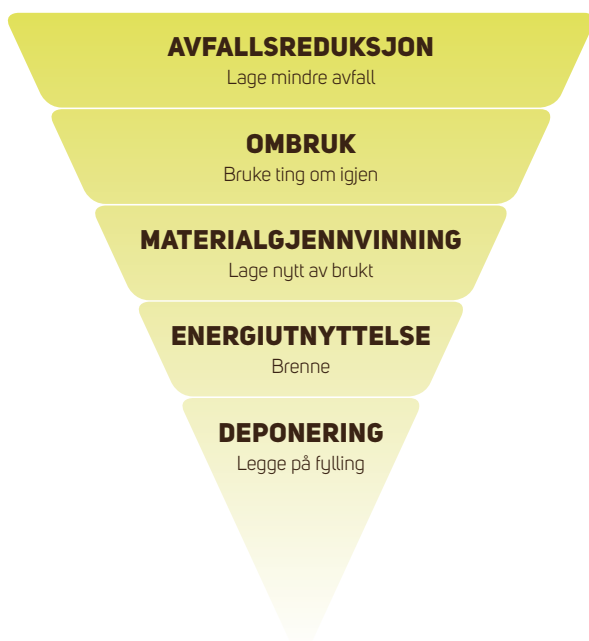 AVFALLSREDUKSJON
Lage mindre avfall
OMBRUK
Bruke ting om igjen
MATERIALGJENNVINNING
Lage nytt av brukt
ENERGIUTNYTTELSE
Brenne
DEPONERING
Legge på fylling